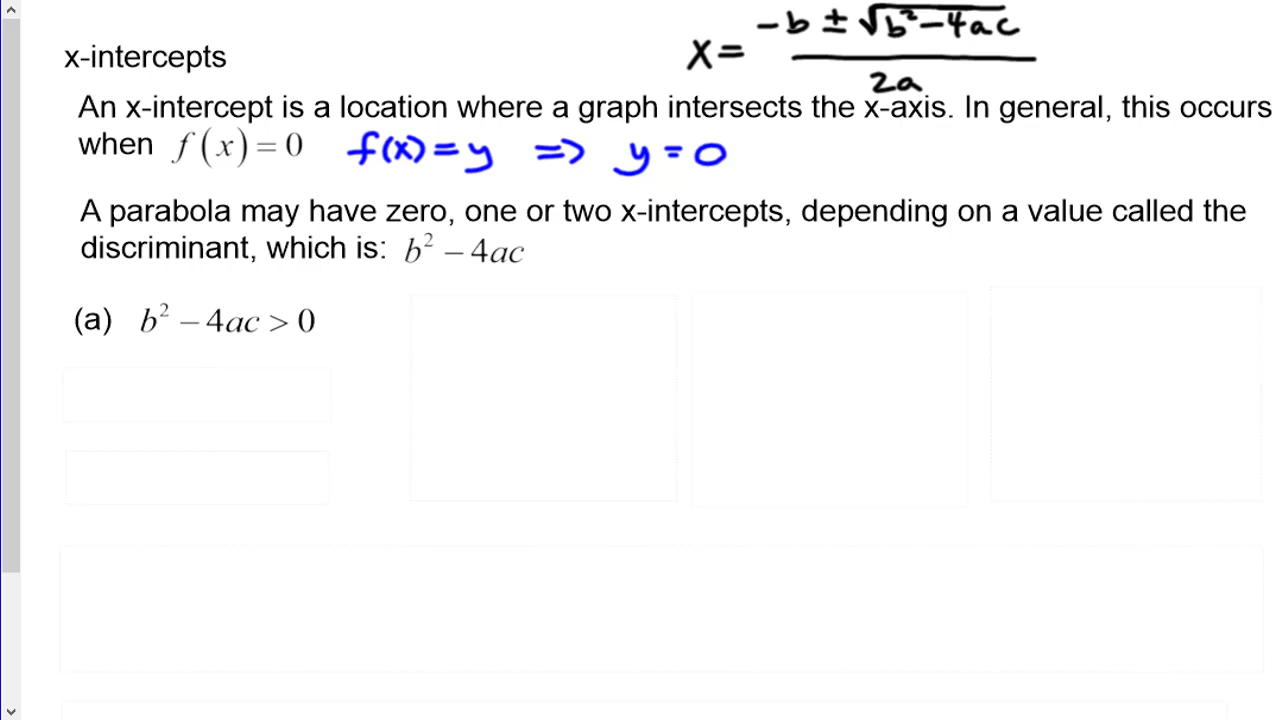 x = -b ± √b² - 4ac / 2a
x-intercepts
An x-intercept is a location where a graph intersects the x-axis. In general, this occurs
when f(x) = 0 f(x) = y => y = 0
A parabola may have zero, one or two x-intercepts, depending on a value called the
discriminant, which is: b² - 4ac
(a) b² - 4ac > 0